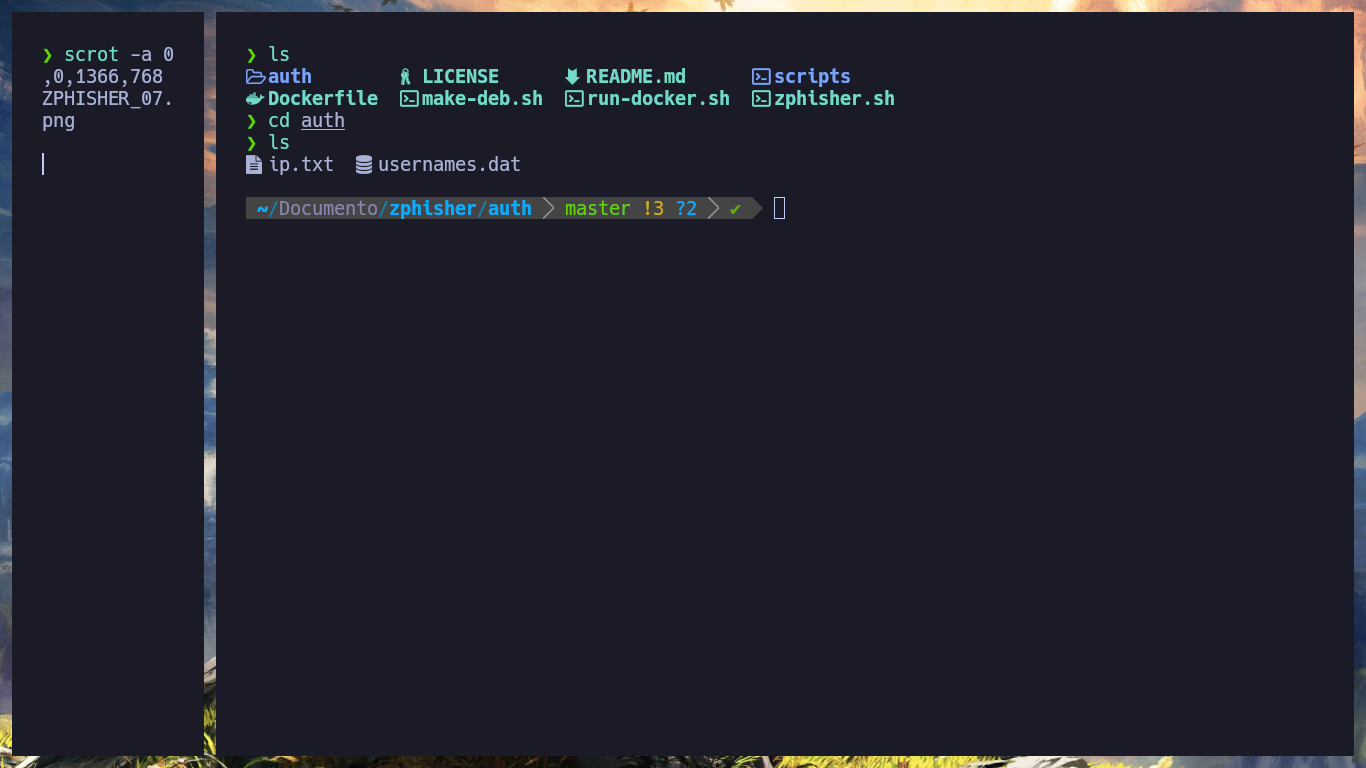 ❯ scrot -a 0
,0,1366,768
ZPHISHER_07.
png
❯ ls
auth LICENSE README.md scripts
Dockerfile make-deb.sh run-docker.sh zphisher.sh
❯ cd auth
❯ ls
ip.txt usernames.dat
~/Documento/zphisher/auth master !3 ?2 ✔